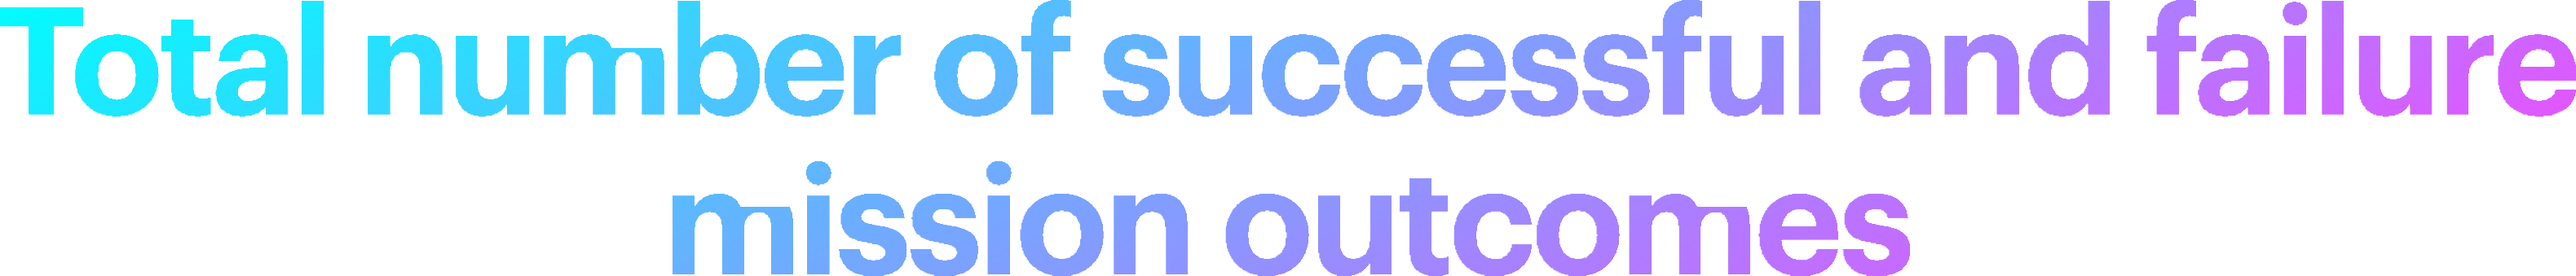 Total number of successful and failure
mission outcomes